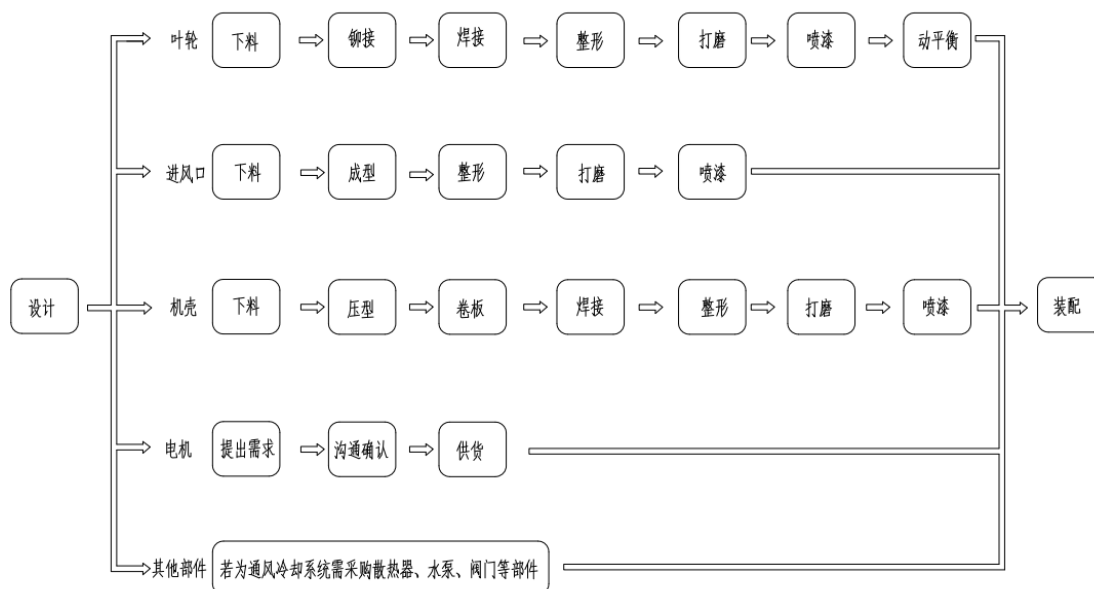 叶轮 下料 铆接 焊接 整形 打磨 喷漆 动平衡
进风口 下料 成型 整形 打磨 喷漆
设计 机壳 下料 压型 卷板 焊接 整形 打磨 喷漆 装配
电机 提出需求 沟通确认 供货
其他部件 若为通风冷却系统需采购散热器、水泵、阀门等部件